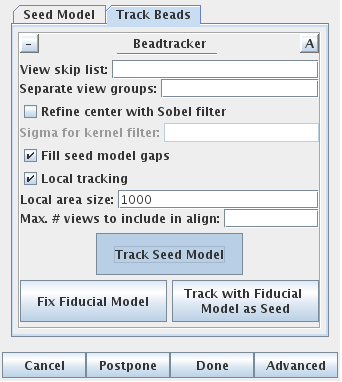 Seed Model Track Beads
- Beadtracker A
View skip list:
Separate view groups:
Refine center with Sobel filter
Sigma for kernel filter:
Fill seed model gaps
Local tracking
Local area size: 1000
Max. # views to include in align:
Track Seed Model
Fix Fiducial Model
Track with Fiducial
Model as Seed
Cancel Postpone Done Advanced